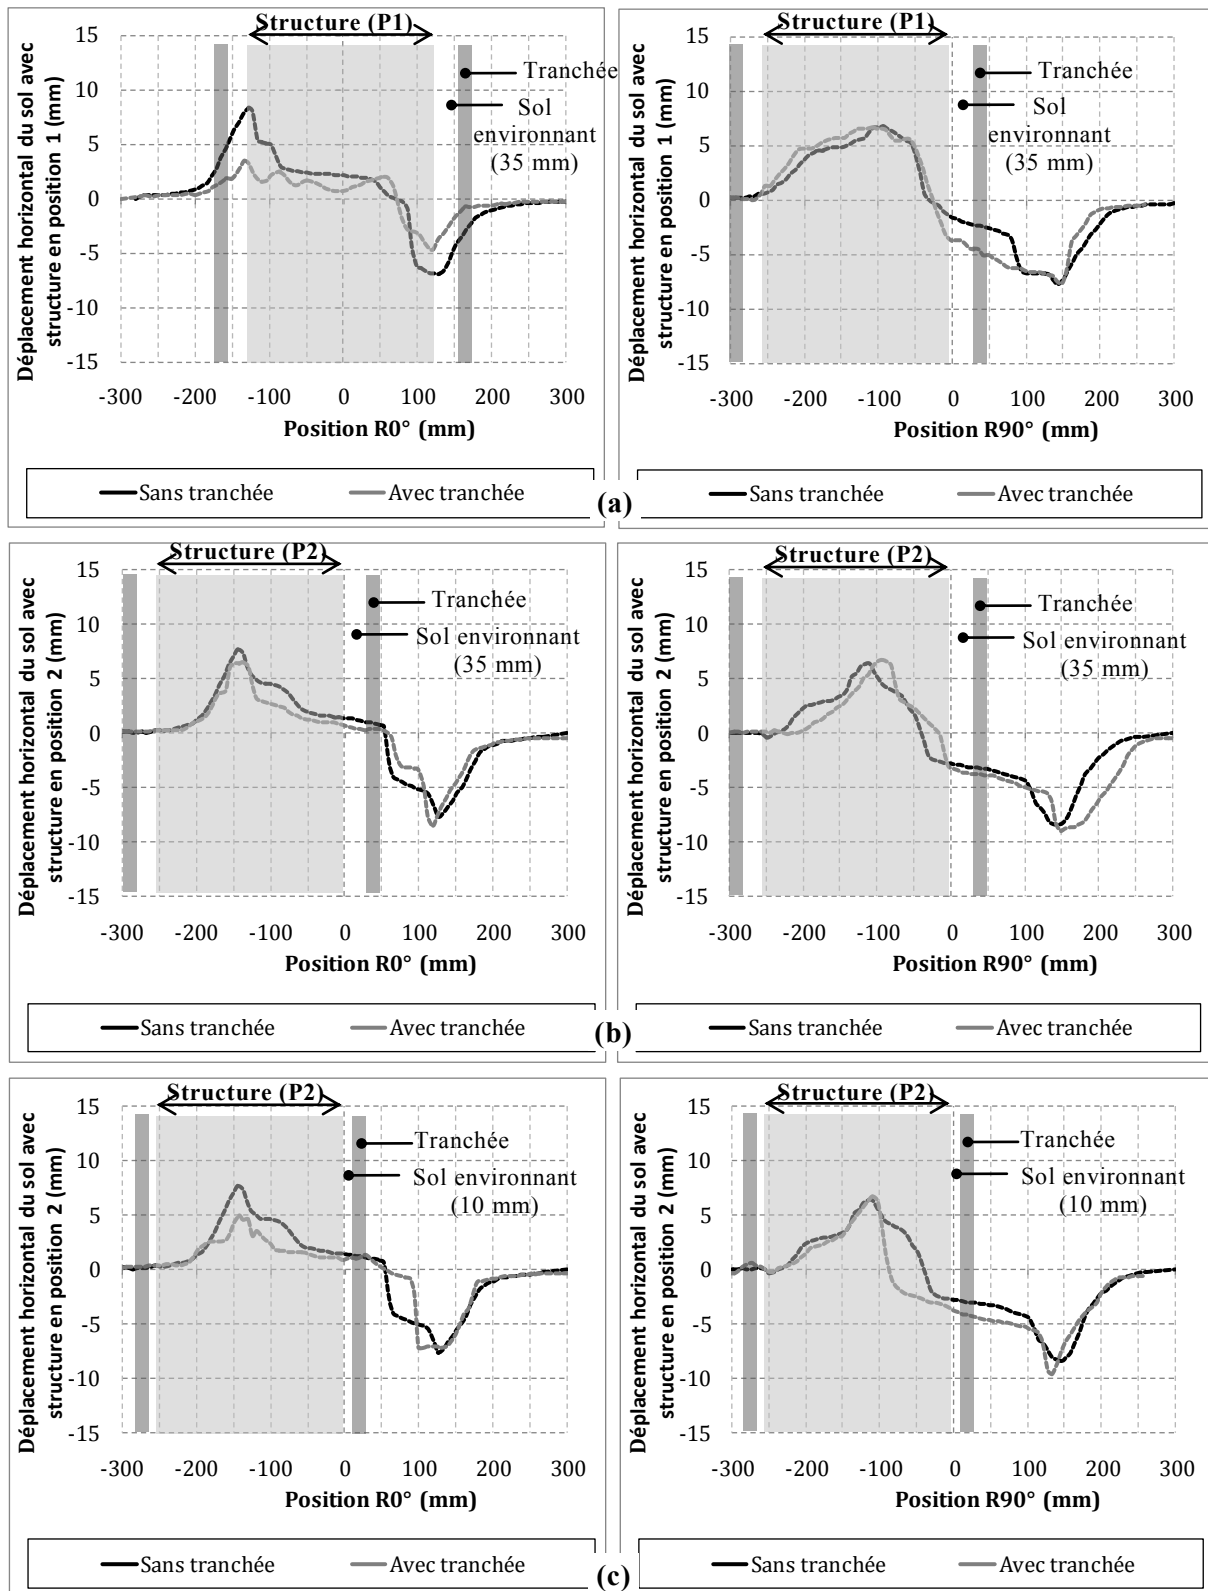 Structure (P1)
Déplacement horizontal du sol avec
structure en position 1 (mm)
15
10
5
0
-5
-10
-15
Tranchée
Sol
environnant
(35 mm)
-300 -200 -100 0 100 200 300
Position R0° (mm)
Sans tranchée Avec tranchée
Structure (P1)
Déplacement horizontal du sol avec
structure en position 1 (mm)
15
10
5
0
-5
-10
-15
Tranchée
Sol
environnant
(35 mm)
-300 -200 -100 0 100 200 300
Position R90° (mm)
Sans tranchée Avec tranchée
(a)
Structure (P2)
Déplacement horizontal du sol avec
structure en position 2 (mm)
15
10
5
0
-5
-10
-15
Tranchée
Sol environnant
(35 mm)
-300 -200 -100 0 100 200 300
Position R0° (mm)
Sans tranchée Avec tranchée
Structure (P2)
Déplacement horizontal du sol avec
structure en position 2 (mm)
15
10
5
0
-5
-10
-15
Tranchée
Sol environnant
(35 mm)
-300 -200 -100 0 100 200 300
Position R90° (mm)
Sans tranchée Avec tranchée
(b)
Structure (P2)
Déplacement horizontal du sol avec
structure en position 2 (mm)
15
10
5
0
-5
-10
-15
Tranchée
Sol environnant
(10 mm)
-300 -200 -100 0 100 200 300
Position R0° (mm)
Sans tranchée Avec tranchée
Structure (P2)
Déplacement horizontal du sol avec
structure en position 2 (mm)
15
10
5
0
-5
-10
-15
Tranchée
Sol environnant
(10 mm)
-300 -200 -100 0 100 200 300
Position R90° (mm)
Sans tranchée Avec tranchée
(c)